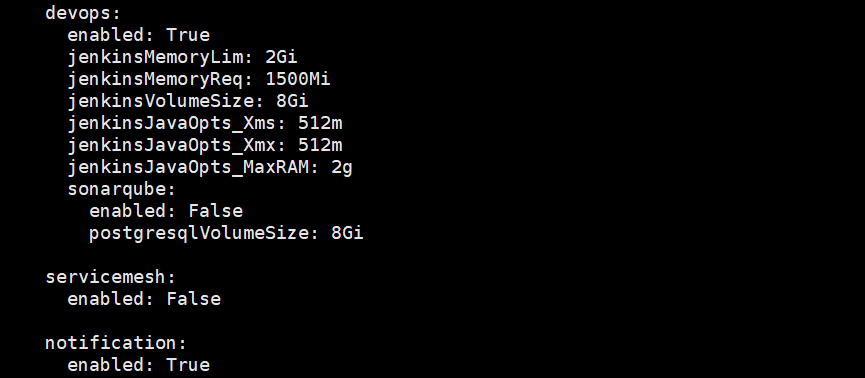 devops:
  enabled: True
  jenkinsMemoryLim: 2Gi
  jenkinsMemoryReq: 1500Mi
  jenkinsVolumeSize: 8Gi
  jenkinsJavaOpts_Xms: 512m
  jenkinsJavaOpts_Xmx: 512m
  jenkinsJavaOpts_MaxRAM: 2g
  sonarqube:
    enabled: False
    postgresqlVolumeSize: 8Gi
servicemesh:
  enabled: False
notification:
  enabled: True